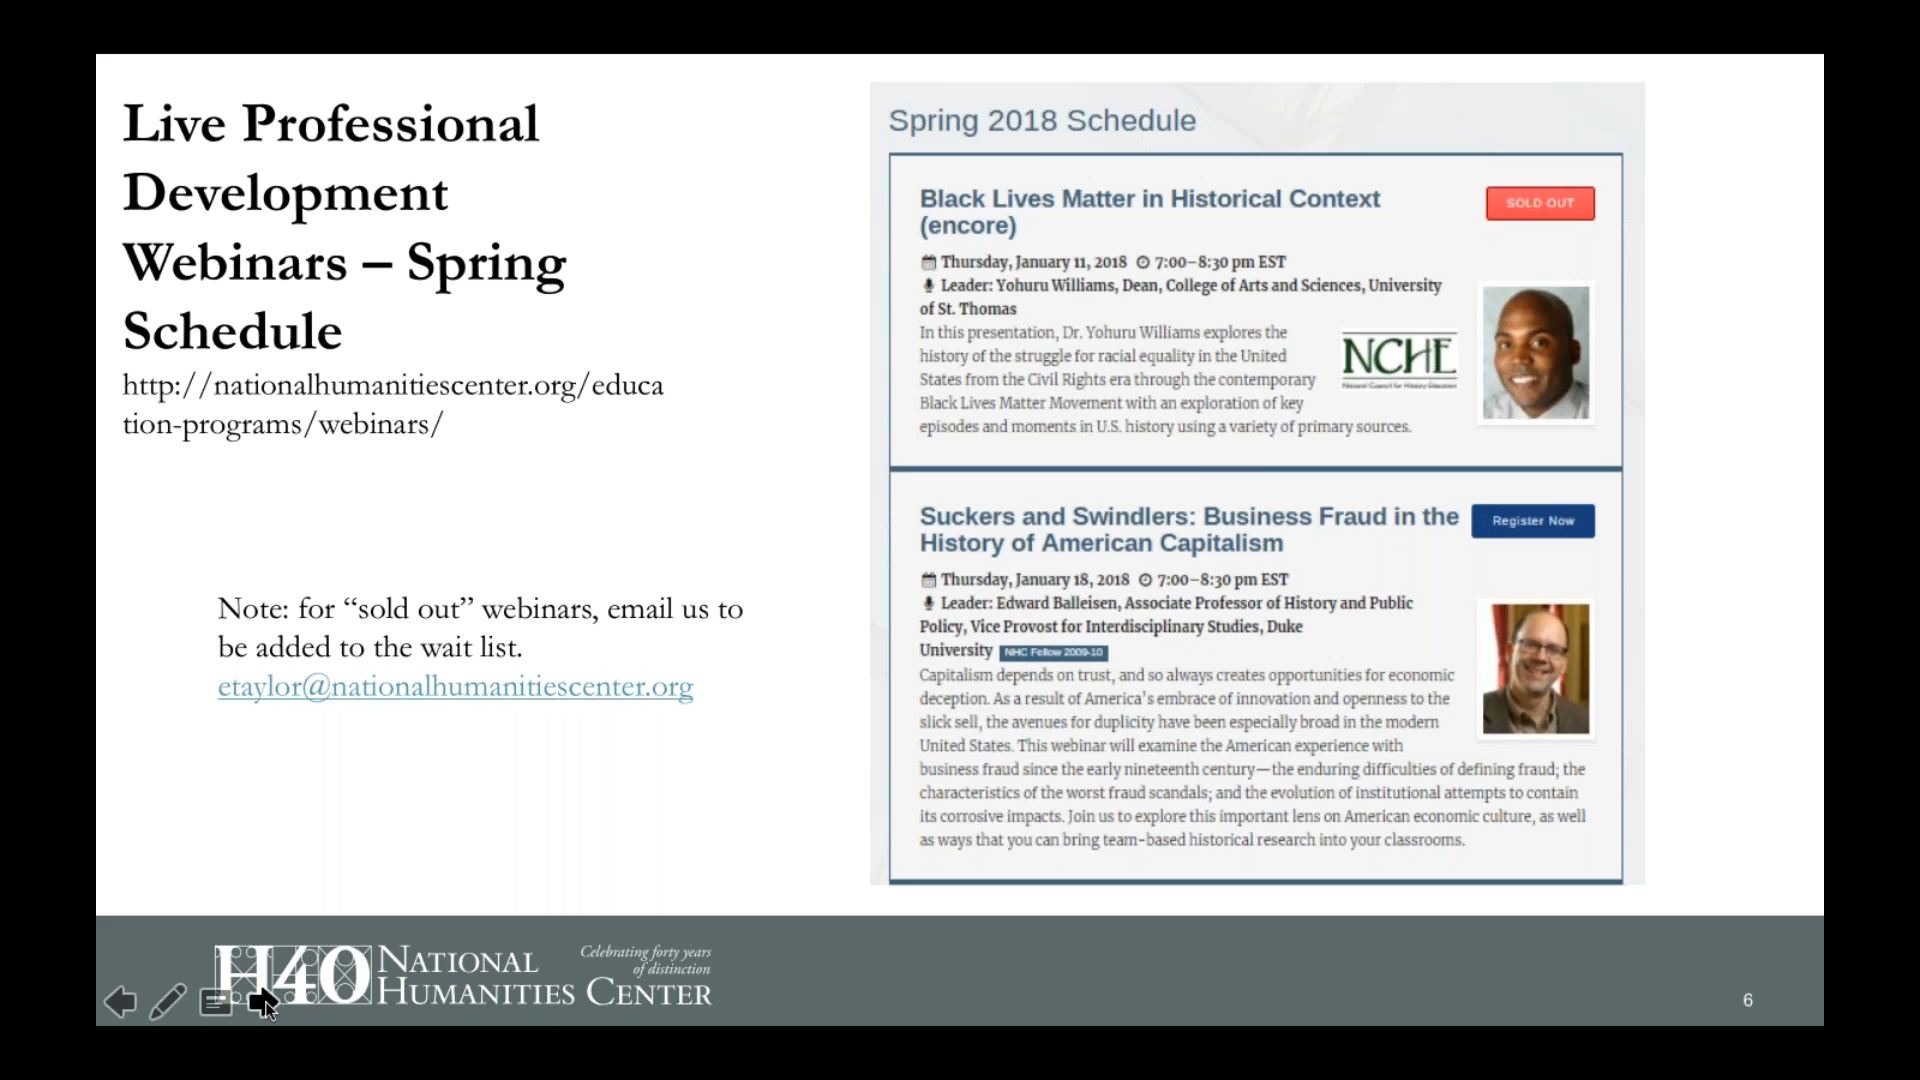 Live Professional
Development
Webinars – Spring
Schedule
http://nationalhumanitiescenter.org/educa
tion-programs/webinars/
Note: for “sold out” webinars, email us to
be added to the wait list.
etaylor@nationalhumanitiescenter.org
Spring 2018 Schedule
Black Lives Matter in Historical Context
(encore)
SOLD OUT
Thursday, January 11, 2018 7:00–8:30 pm EST
Leader: Yohuru Williams, Dean, College of Arts and Sciences, University
of St. Thomas
In this presentation, Dr. Yohuru Williams explores the
history of the struggle for racial equality in the United
States from the Civil Rights era through the contemporary
Black Lives Matter Movement with an exploration of key
episodes and moments in U.S. history using a variety of primary sources.
NCHE
National Council for History Education
Suckers and Swindlers: Business Fraud in the
History of American Capitalism
Register Now
Thursday, January 18, 2018 7:00–8:30 pm EST
Leader: Edward Balleisen, Associate Professor of History and Public
Policy, Vice Provost for Interdisciplinary Studies, Duke
University NHC Fellow 2009-10
Capitalism depends on trust, and so always creates opportunities for economic
deception. As a result of America's embrace of innovation and openness to the
slick sell, the avenues for duplicity have been especially broad in the modern
United States. This webinar will examine the American experience with
business fraud since the early nineteenth century—the enduring difficulties of defining fraud; the
characteristics of the worst fraud scandals; and the evolution of institutional attempts to contain
its corrosive impacts. Join us to explore this important lens on American economic culture, as well
as ways that you can bring team-based historical research into your classrooms.
H40
National
Humanities Center
Celebrating forty years
of distinction
6